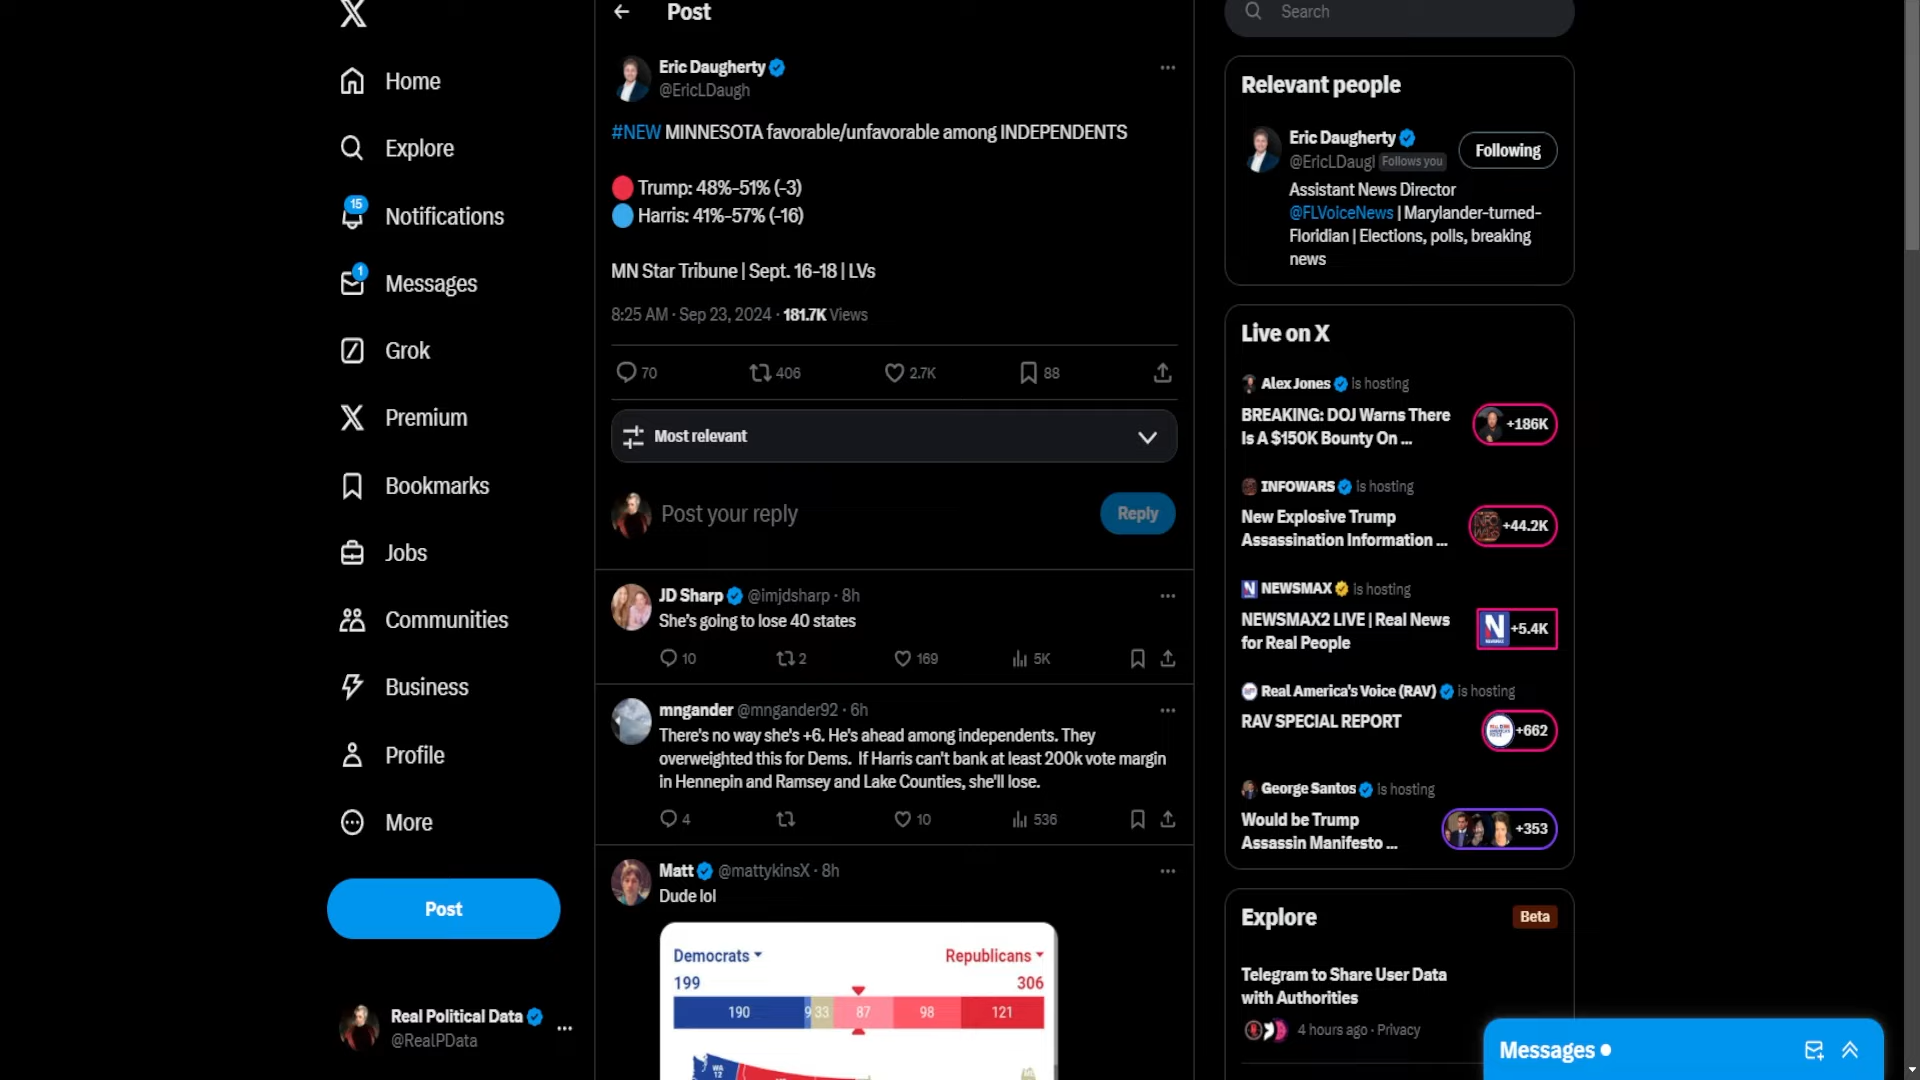 X
Home
Explore
15
Notifications
1
Messages
Grok
Premium
Bookmarks
Jobs
Communities
Business
Profile
More
Post
Real Political Data
@RealPData
Post
Eric Daugherty
@EricLDaugh
#NEW MINNESOTA favorable/unfavorable among INDEPENDENTS
Trump: 48%-51% (-3)
Harris: 41%-57% (-16)
MN Star Tribune | Sept. 16-18 | LVs
8:25 AM · Sep 23, 2024 · 181.7K Views
70 406 2.7K 88
Most relevant
Post your reply
Reply
JD Sharp @imjdsharp · 8h
She's going to lose 40 states
10 2 169 5K
mngander @mngander92 · 6h
There's no way she's +6. He's ahead among independents. They
overweighted this for Dems. If Harris can't bank at least 200k vote margin
in Hennepin and Ramsey and Lake Counties, she'll lose.
4 10 536
Matt @mattykinsX · 8h
Dude lol
Democrats Republicans
199 306
190 9 33 87 98 121
WA
12
Search
Relevant people
Eric Daugherty
@EricLDaugl Follows you
Following
Assistant News Director
@FLVoiceNews | Marylander-turned-
Floridian | Elections, polls, breaking
news
Live on X
Alex Jones is hosting
BREAKING: DOJ Warns There
Is A $150K Bounty On ...
+186K
INFOWARS is hosting
New Explosive Trump
Assassination Information ...
+44.2K
NEWSMAX is hosting
NEWSMAX2 LIVE | Real News
for Real People
+5.4K
Real America's Voice (RAV) is hosting
RAV SPECIAL REPORT
+662
George Santos is hosting
Would be Trump
Assassin Manifesto ...
+353
Explore
Beta
Telegram to Share User Data
with Authorities
4 hours ago · Privacy
Messages